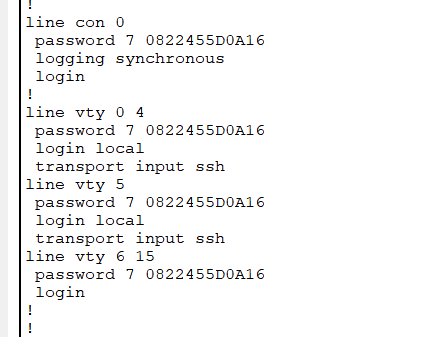 !
line con 0
 password 7 0822455D0A16
 logging synchronous
 login
!
line vty 0 4
 password 7 0822455D0A16
 login local
 transport input ssh
line vty 5
 password 7 0822455D0A16
 login local
 transport input ssh
line vty 6 15
 password 7 0822455D0A16
 login
!
!